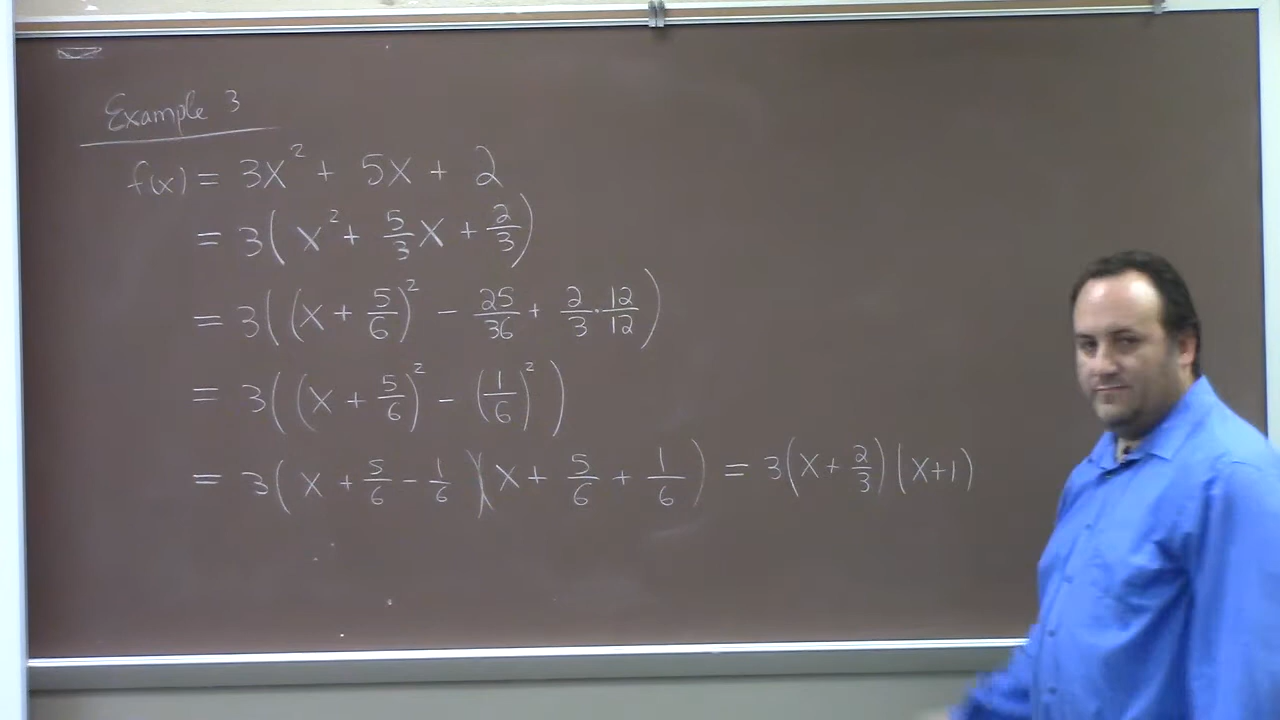 Example 3
f(x) = 3x² + 5x + 2
= 3(x² + 5/3 x + 2/3)
= 3((x + 5/6)² - 25/36 + 2/3 · 12/12)
= 3((x + 5/6)² - (1/6)²)
= 3(x + 5/6 - 1/6)(x + 5/6 + 1/6) = 3(x + 2/3)(x+1)